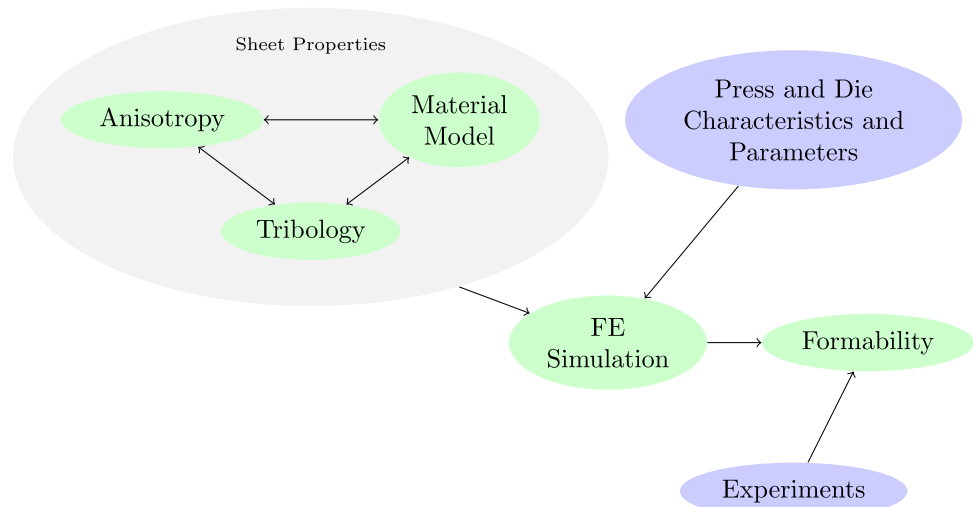 Sheet Properties
Anisotropy
Material
Model
Tribology
Press and Die
Characteristics and
Parameters
FE
Simulation
Formability
Experiments